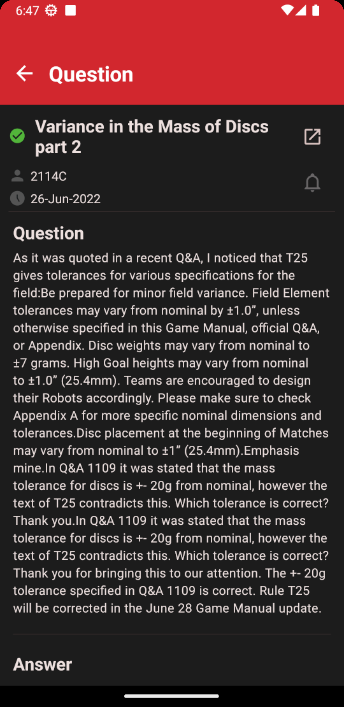 6:47
Question
Variance in the Mass of Discs
part 2
2114C
26-Jun-2022
Question
As it was quoted in a recent Q&A, I noticed that T25
gives tolerances for various specifications for the
field:Be prepared for minor field variance. Field Element
tolerances may vary from nominal by ±1.0”, unless
otherwise specified in this Game Manual, official Q&A,
or Appendix. Disc weights may vary from nominal to
±7 grams. High Goal heights may vary from nominal
to ±1.0” (25.4mm). Teams are encouraged to design
their Robots accordingly. Please make sure to check
Appendix A for more specific nominal dimensions and
tolerances.Disc placement at the beginning of Matches
may vary from nominal to ±1” (25.4mm).Emphasis
mine.In Q&A 1109 it was stated that the mass
tolerance for discs is +- 20g from nominal, however the
text of T25 contradicts this. Which tolerance is correct?
Thank you.In Q&A 1109 it was stated that the mass
tolerance for discs is +- 20g from nominal, however the
text of T25 contradicts this. Which tolerance is correct?
Thank you for bringing this to our attention. The +- 20g
tolerance specified in Q&A 1109 is correct. Rule T25
will be corrected in the June 28 Game Manual update.
Answer